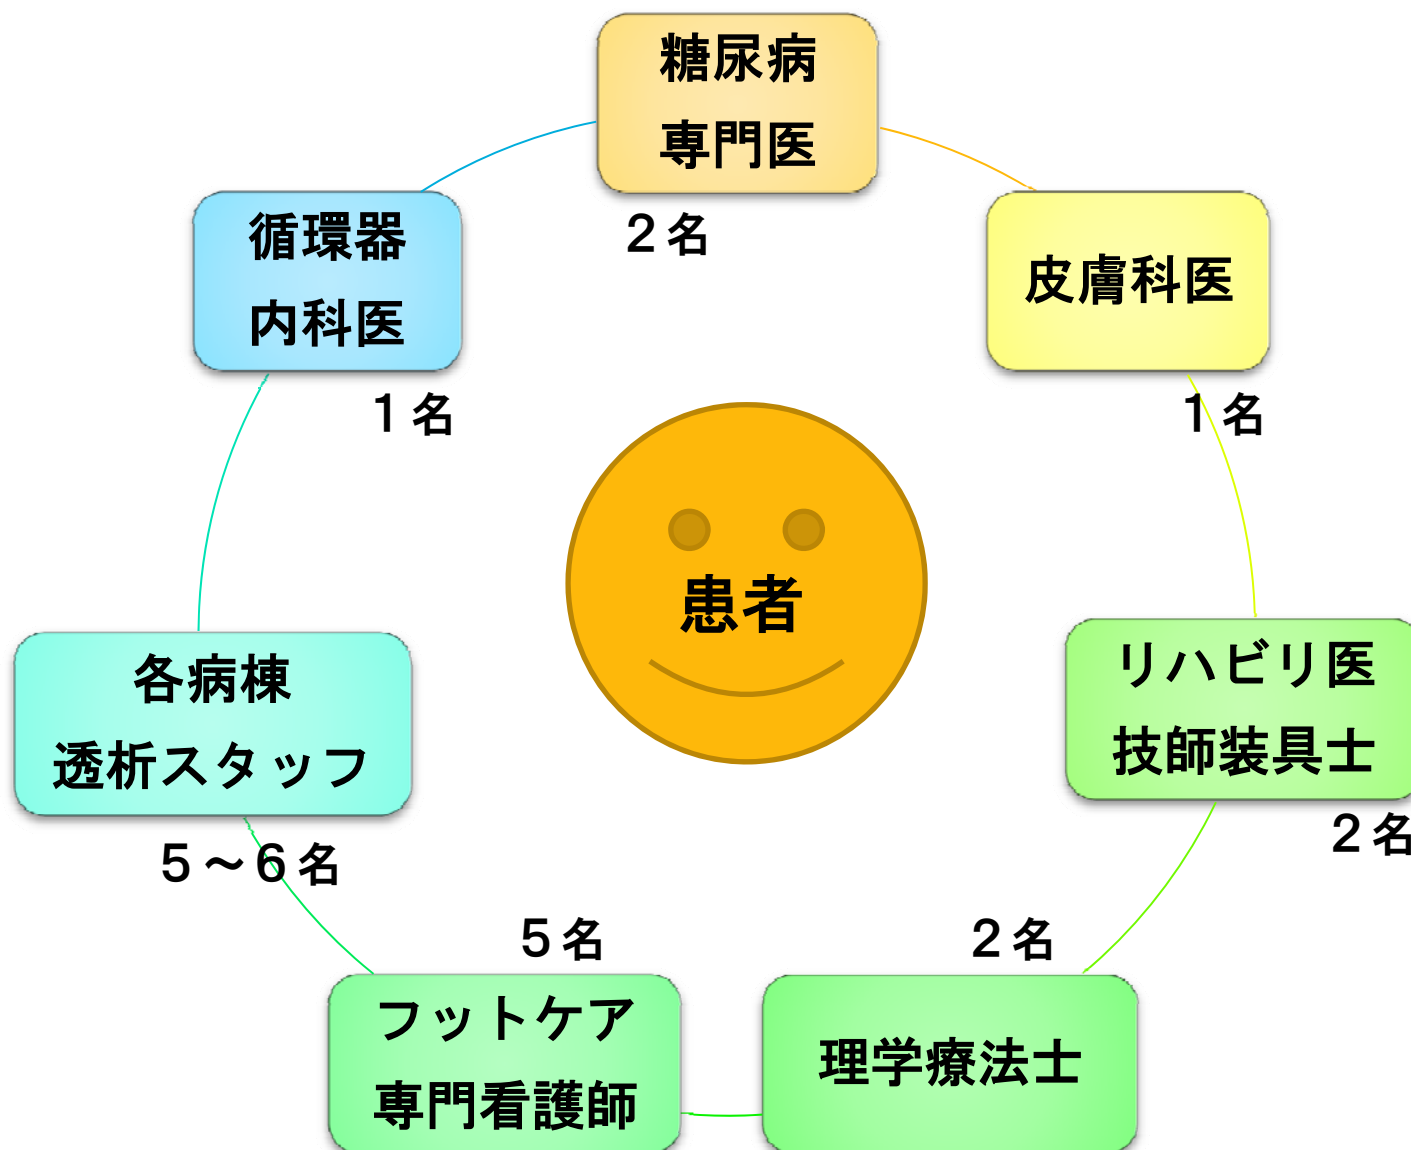 糖尿病
専門医
２名
循環器
内科医
１名
皮膚科医
１名
患者
各病棟
透析スタッフ
５～６名
リハビリ医
技師装具士
２名
５名
フットケア
専門看護師
２名
理学療法士